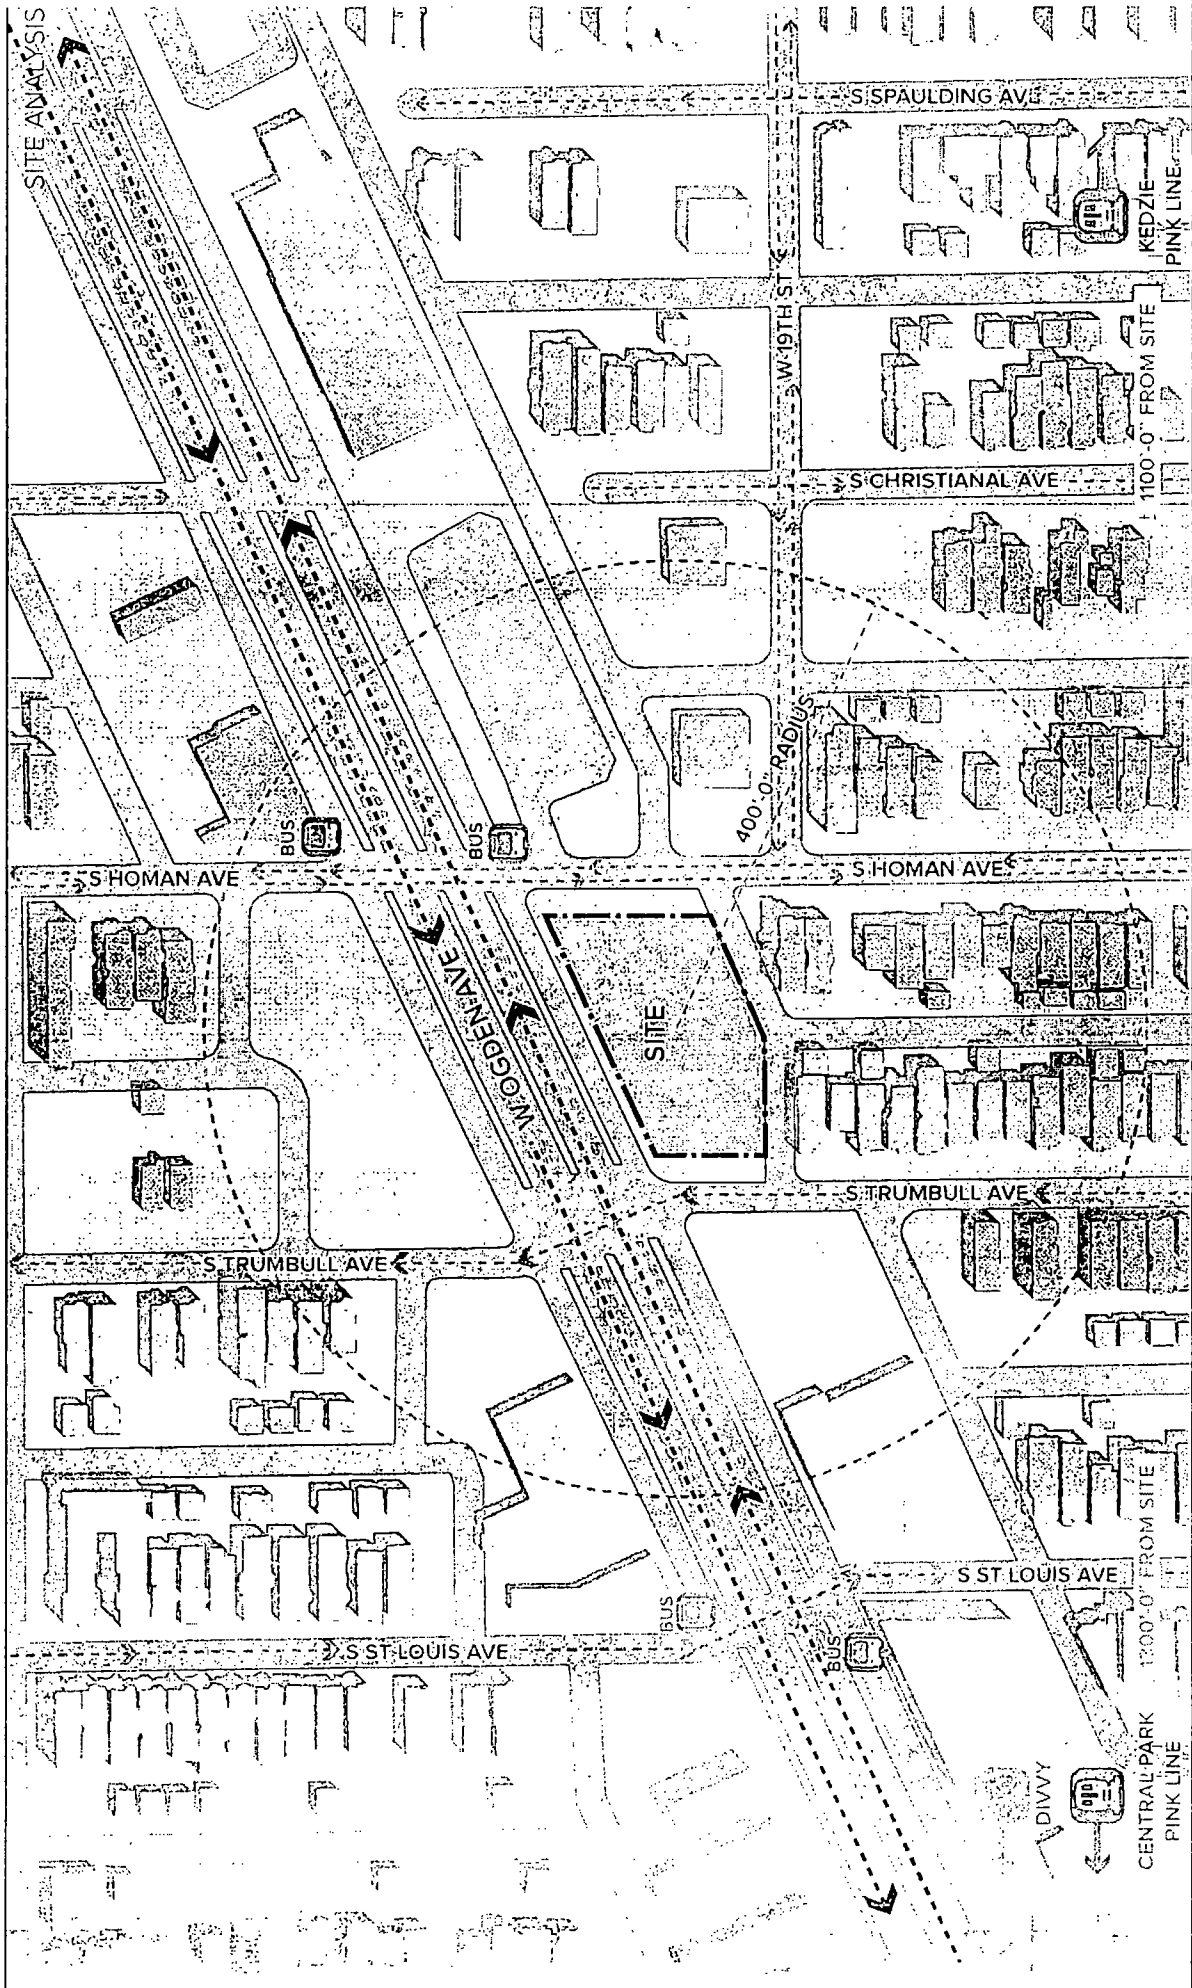 SITE ANALYSIS
S SPAULDING AVE
KEDZIE
PINK LINE
W 19TH ST
1100'-0" FROM SITE
S CHRISTIANAL AVE
400'-0" RADIUS
BUS
BUS
S HOMAN AVE
S HOMAN AVE
W OGDEN AVE
SITE
S TRUMBULL AVE
S TRUMBULL AVE
S ST LOUIS AVE
S ST LOUIS AVE
BUS
BUS
DIVVY
CENTRAL PARK
PINK LINE
FROM SITE